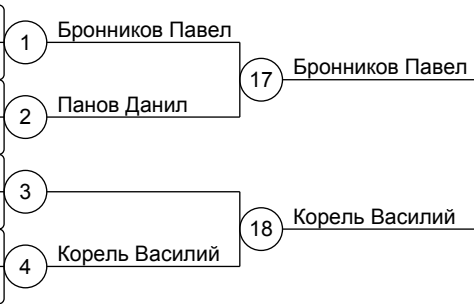 1 Бронников Павел
17 Бронников Павел
2 Панов Данил
3
18 Корель Василий
4 Корель Василий